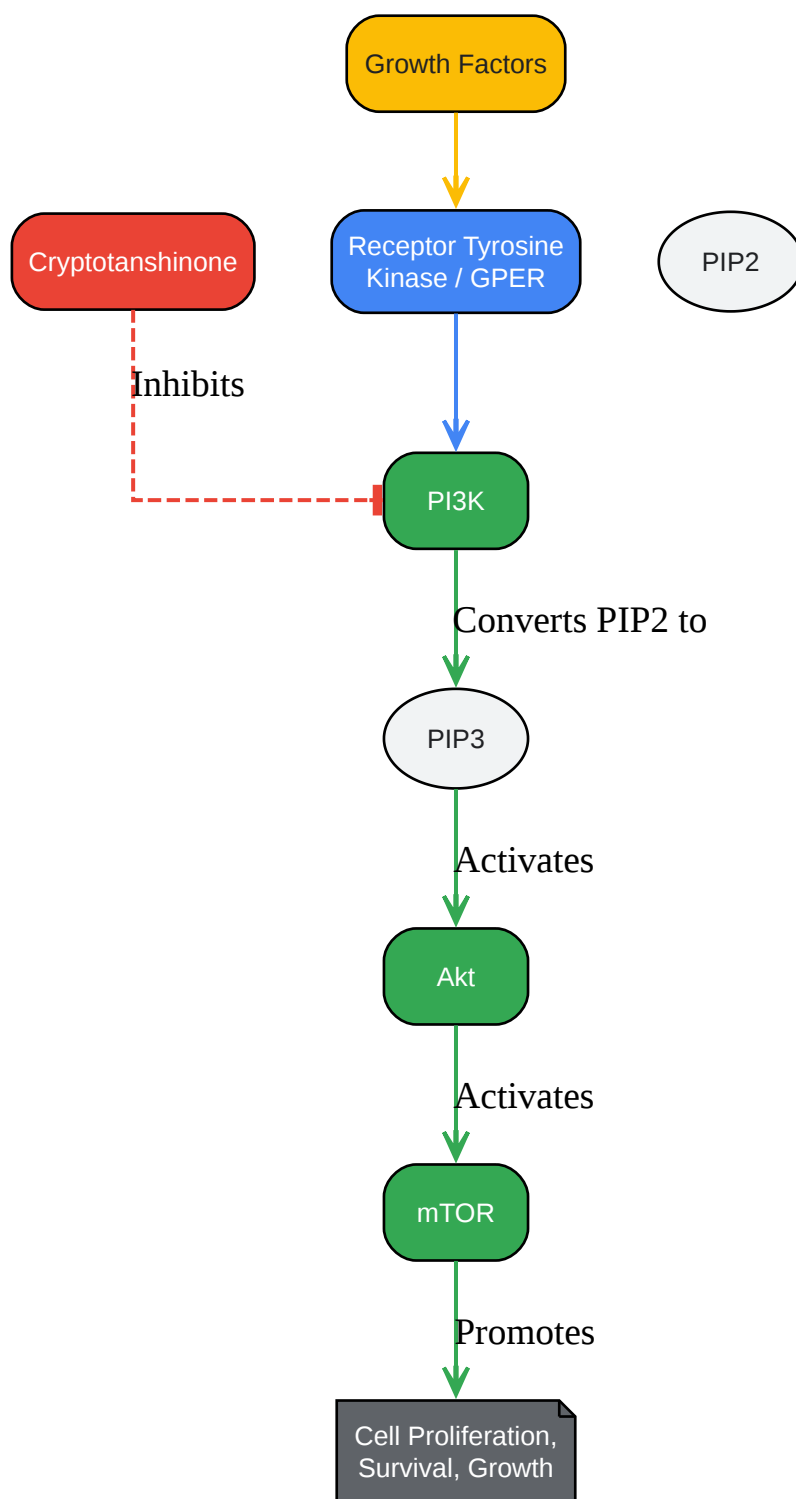 Growth Factors
Cryptotanshinone
Receptor Tyrosine
Kinase / GPER
PIP2
Inhibits
PI3K
Converts PIP2 to
PIP3
Activates
Akt
Activates
mTOR
Promotes
Cell Proliferation,
Survival, Growth